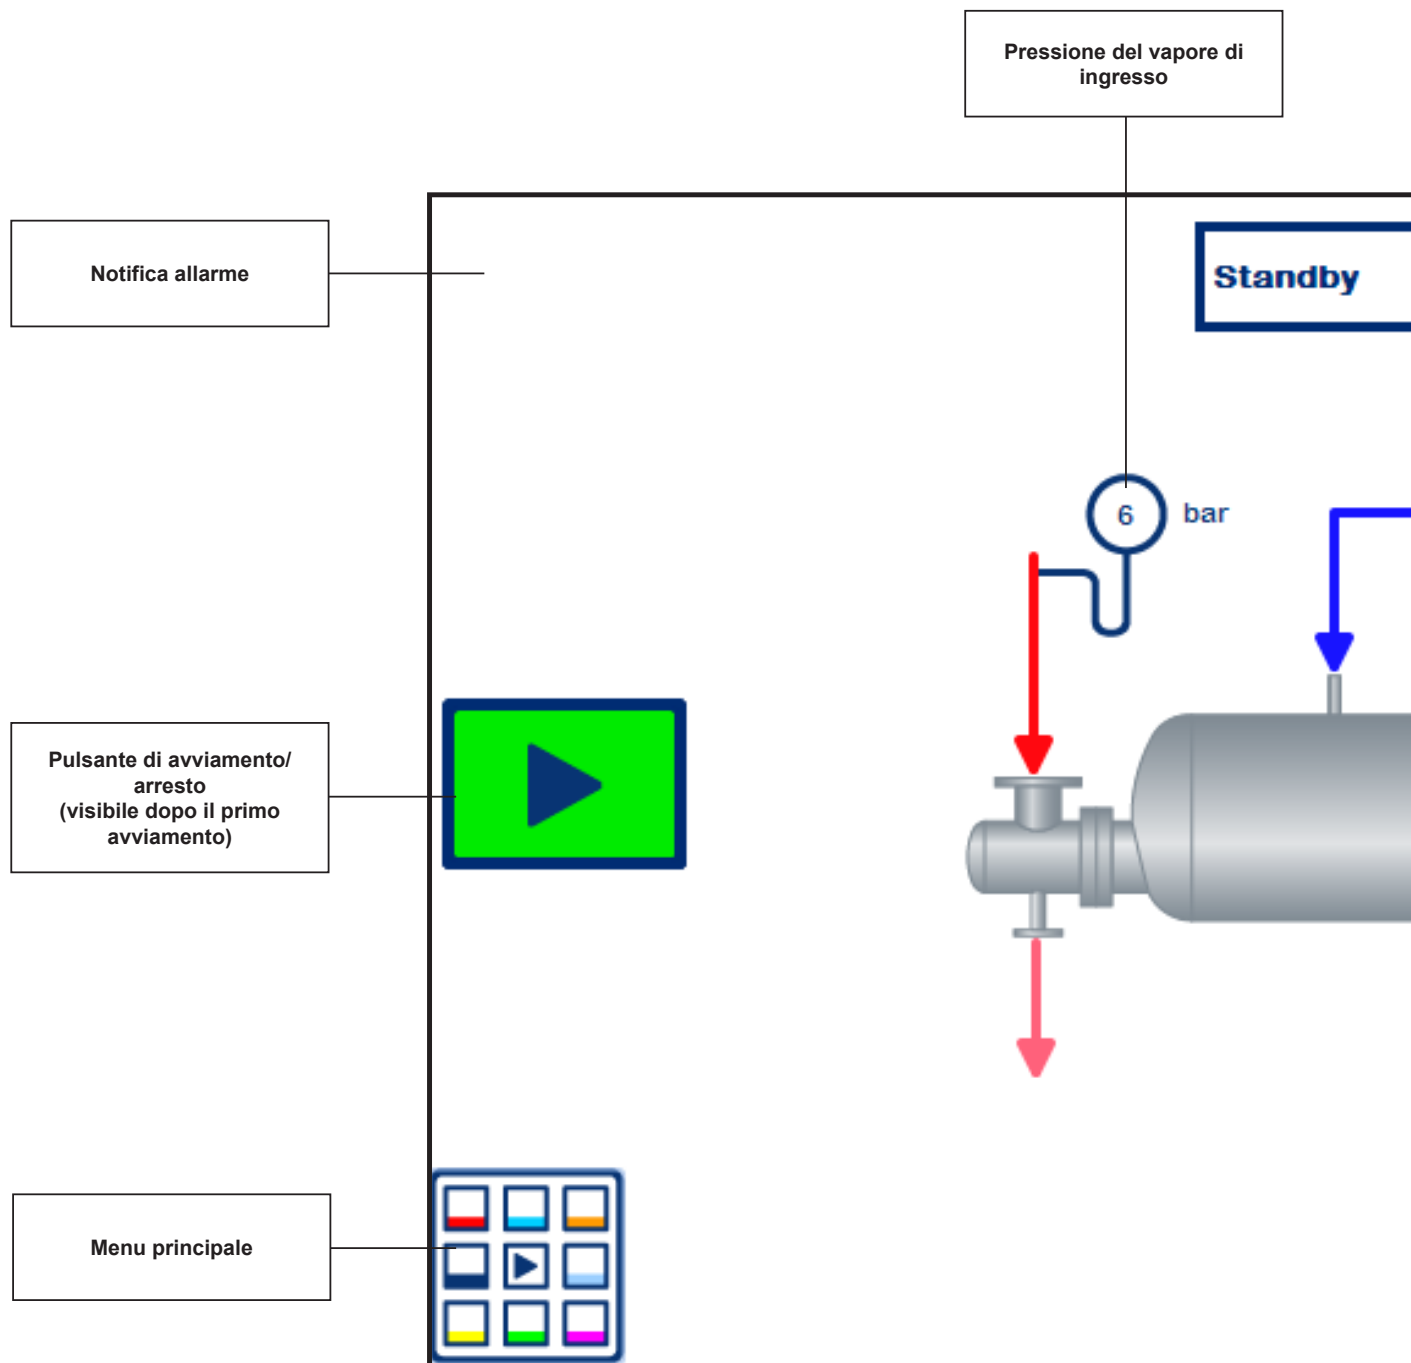 Pressione del vapore di
ingresso
Notifica allarme
Standby
6 bar
Pulsante di avviamento/
arresto
(visibile dopo il primo
avviamento)
Menu principale